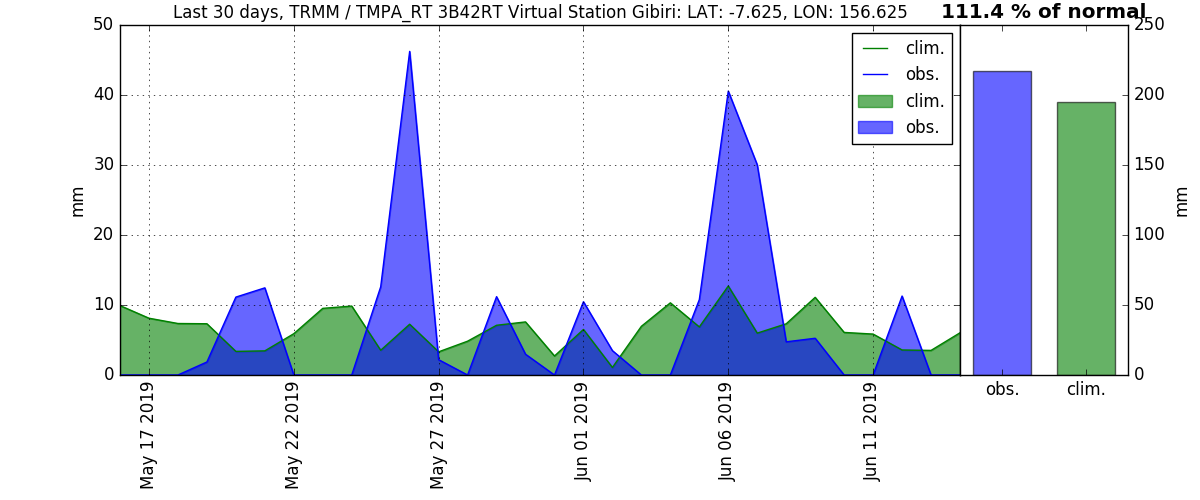 Last 30 days, TRMM / TMPA_RT 3B42RT Virtual Station Gibiri: LAT: -7.625, LON: 156.625
111.4 % of normal
50
40
30
20
10
0
mm
clim.
obs.
clim.
obs.
May 17 2019
May 22 2019
May 27 2019
Jun 01 2019
Jun 06 2019
Jun 11 2019
250
200
150
100
50
0
mm
obs.
clim.